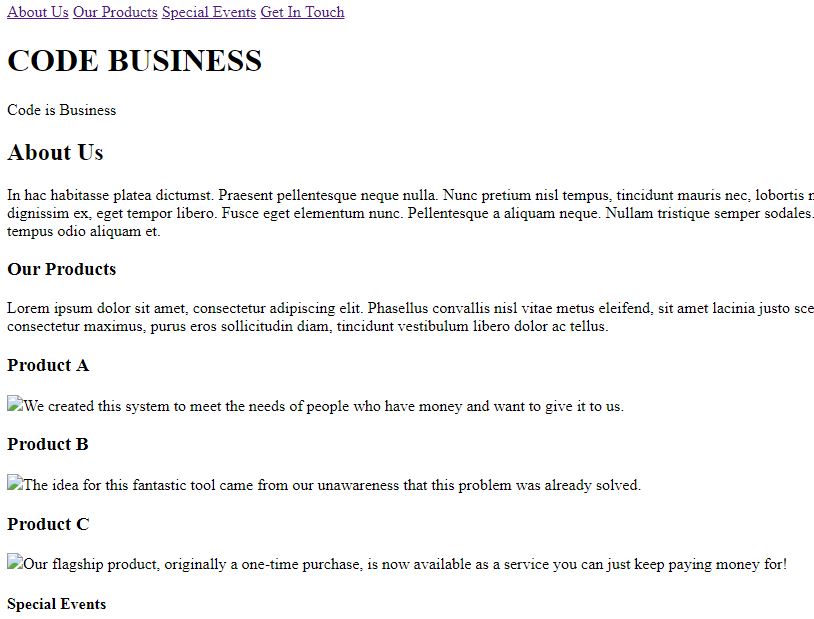 About Us Our Products Special Events Get In Touch
CODE BUSINESS
Code is Business
About Us
In hac habitasse platea dictumst. Praesent pellentesque neque nulla. Nunc pretium nisl tempus, tincidunt mauris nec, lobortis
dignissim ex, eget tempor libero. Fusce eget elementum nunc. Pellentesque a aliquam neque. Nullam tristique semper sodales.
tempus odio aliquam et.
Our Products
Lorem ipsum dolor sit amet, consectetur adipiscing elit. Phasellus convallis nisl vitae metus eleifend, sit amet lacinia justo
consectetur maximus, purus eros sollicitudin diam, tincidunt vestibulum libero dolor ac tellus.
Product A
We created this system to meet the needs of people who have money and want to give it to us.
Product B
The idea for this fantastic tool came from our unawareness that this problem was already solved.
Product C
Our flagship product, originally a one-time purchase, is now available as a service you can just keep paying money for!
Special Events